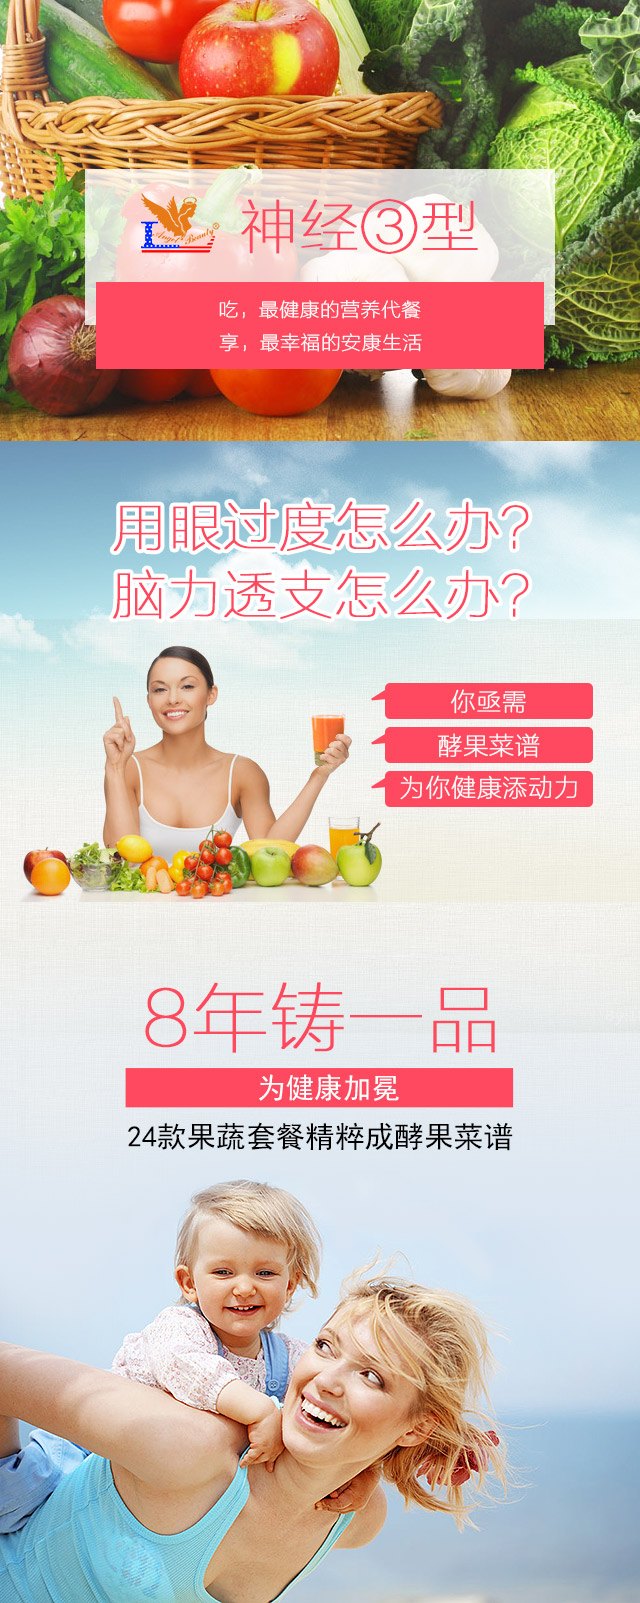 Angel's Beauty®
神经③型
吃，最健康的营养代餐
享，最幸福的安康生活
用眼过度怎么办?
脑力透支怎么办?
你亟需
酵果菜谱
为你健康添动力
8年铸一品
为健康加冕
24款果蔬套餐精粹成酵果菜谱